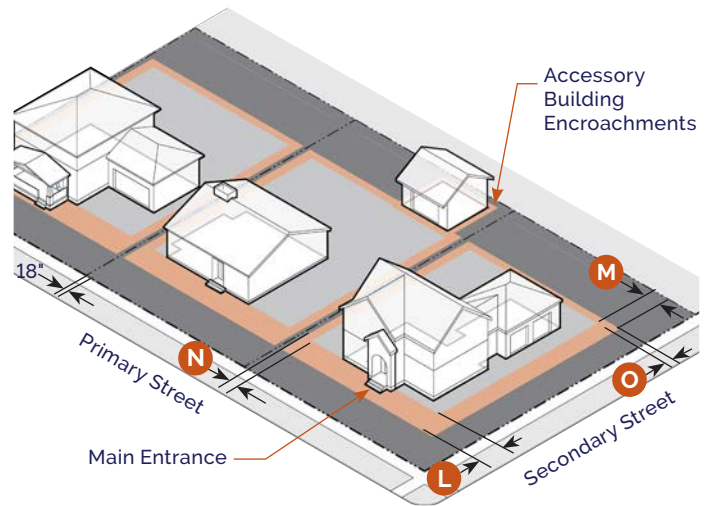 Accessory
Building
Encroachments
M
18"
N
Primary Street
O
Secondary Street
Main Entrance
L